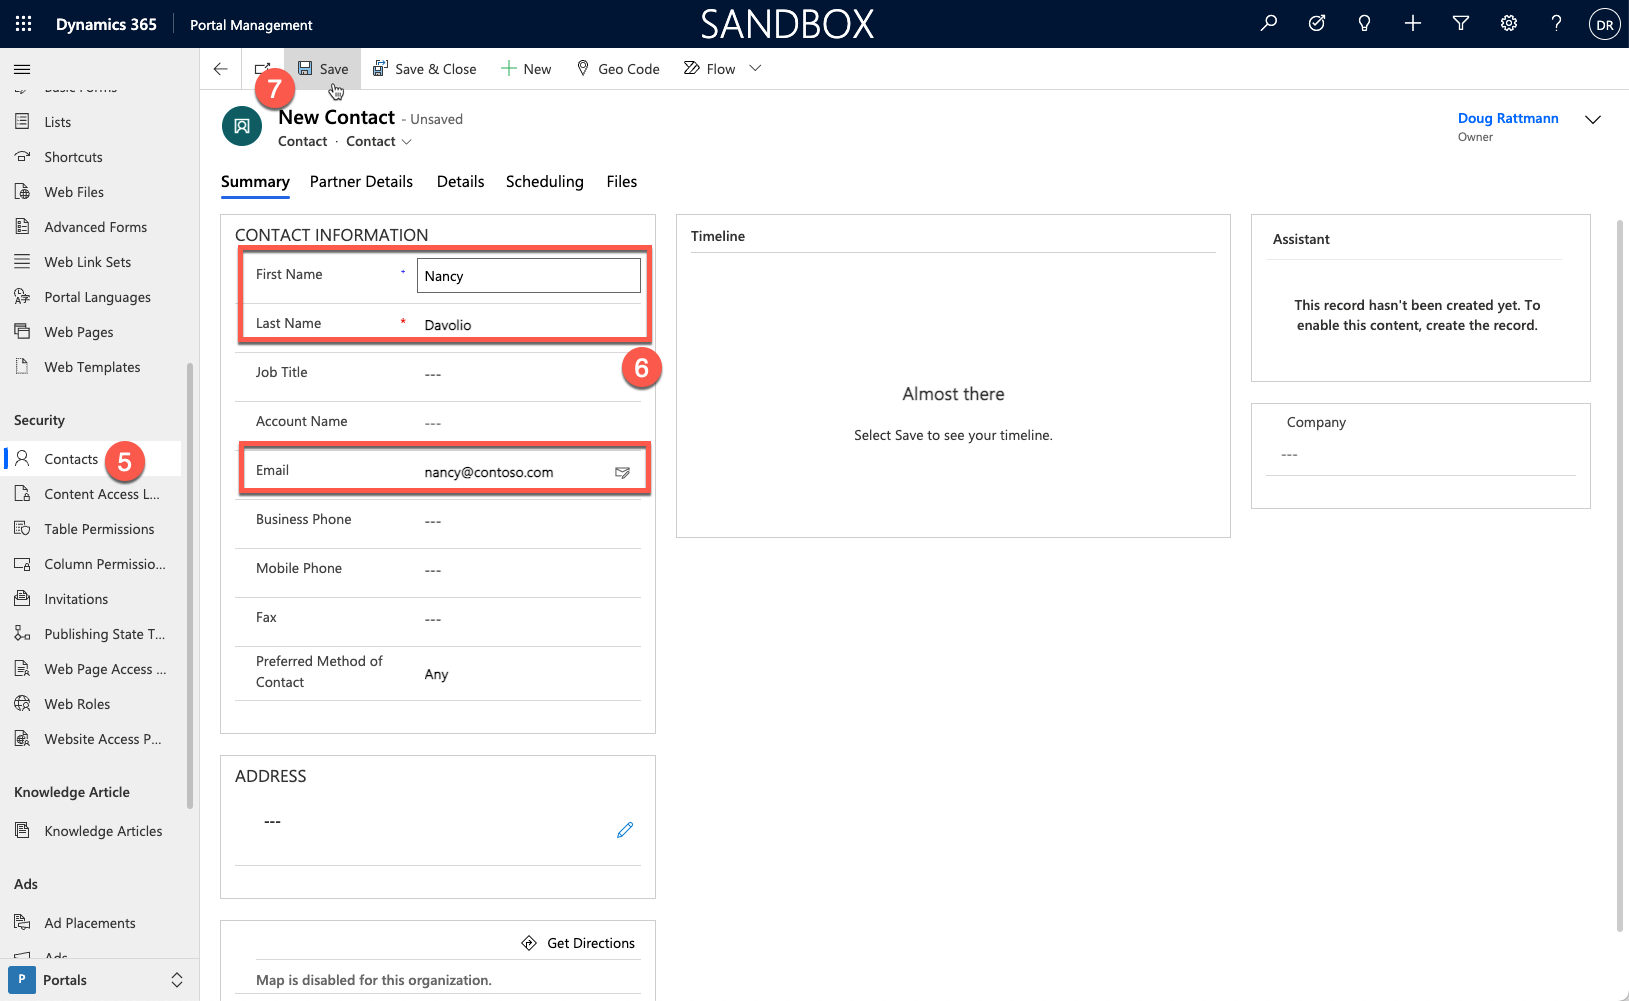 Dynamics 365
Portal Management
SANDBOX
DR
Basic Forms
Lists
Shortcuts
Web Files
Advanced Forms
Web Link Sets
Portal Languages
Web Pages
Web Templates
Security
Contacts
5
Content Access L...
Table Permissions
Column Permissio...
Invitations
Publishing State T...
Web Page Access ...
Web Roles
Website Access P...
Knowledge Article
Knowledge Articles
Ads
Ad Placements
Ads
P
Portals
Save
Save & Close
New
Geo Code
Flow
7
New Contact - Unsaved
Contact · Contact
Doug Rattmann
Owner
Summary
Partner Details
Details
Scheduling
Files
CONTACT INFORMATION
First Name + Nancy
Last Name * Davolio
6
Job Title ---
Account Name ---
Email nancy@contoso.com
Business Phone ---
Mobile Phone ---
Fax ---
Preferred Method of
Contact
Any
ADDRESS
---
Get Directions
Map is disabled for this organization.
Timeline
Almost there
Select Save to see your timeline.
Assistant
This record hasn't been created yet. To
enable this content, create the record.
Company
---